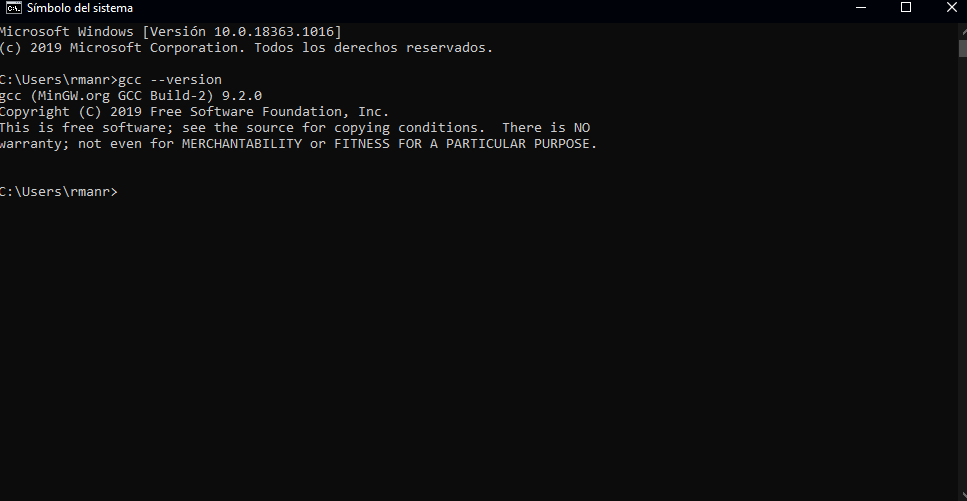 Símbolo del sistema
Microsoft Windows [Versión 10.0.18363.1016]
(c) 2019 Microsoft Corporation. Todos los derechos reservados.
C:\Users\rmanr>gcc --version
gcc (MinGW.org GCC Build-2) 9.2.0
Copyright (C) 2019 Free Software Foundation, Inc.
This is free software; see the source for copying conditions.  There is NO
warranty; not even for MERCHANTABILITY or FITNESS FOR A PARTICULAR PURPOSE.
C:\Users\rmanr>